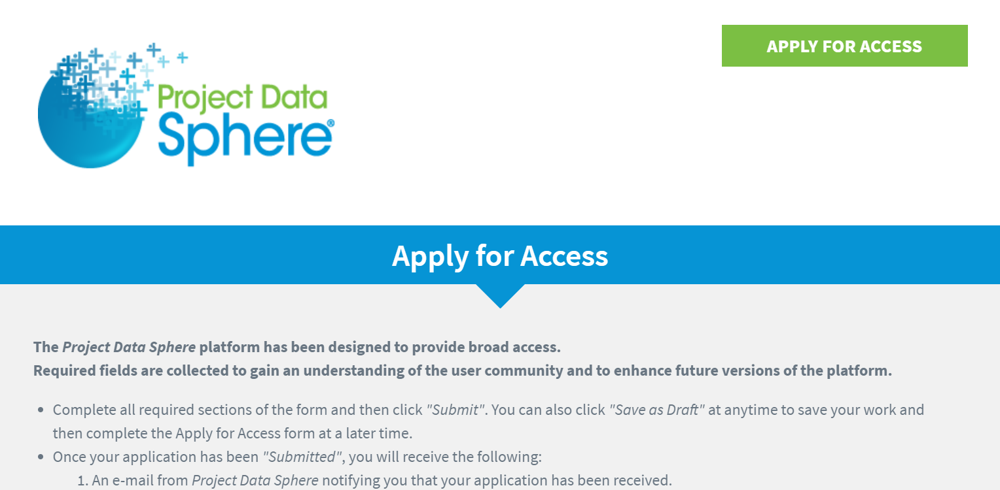 APPLY FOR ACCESS
Project Data
Sphere®
Apply for Access
The Project Data Sphere platform has been designed to provide broad access.
Required fields are collected to gain an understanding of the user community and to enhance future versions of the platform.
• Complete all required sections of the form and then click "Submit". You can also click "Save as Draft" at anytime to save your work and
then complete the Apply for Access form at a later time.
• Once your application has been "Submitted", you will receive the following:
1. An e-mail from Project Data Sphere notifying you that your application has been received.